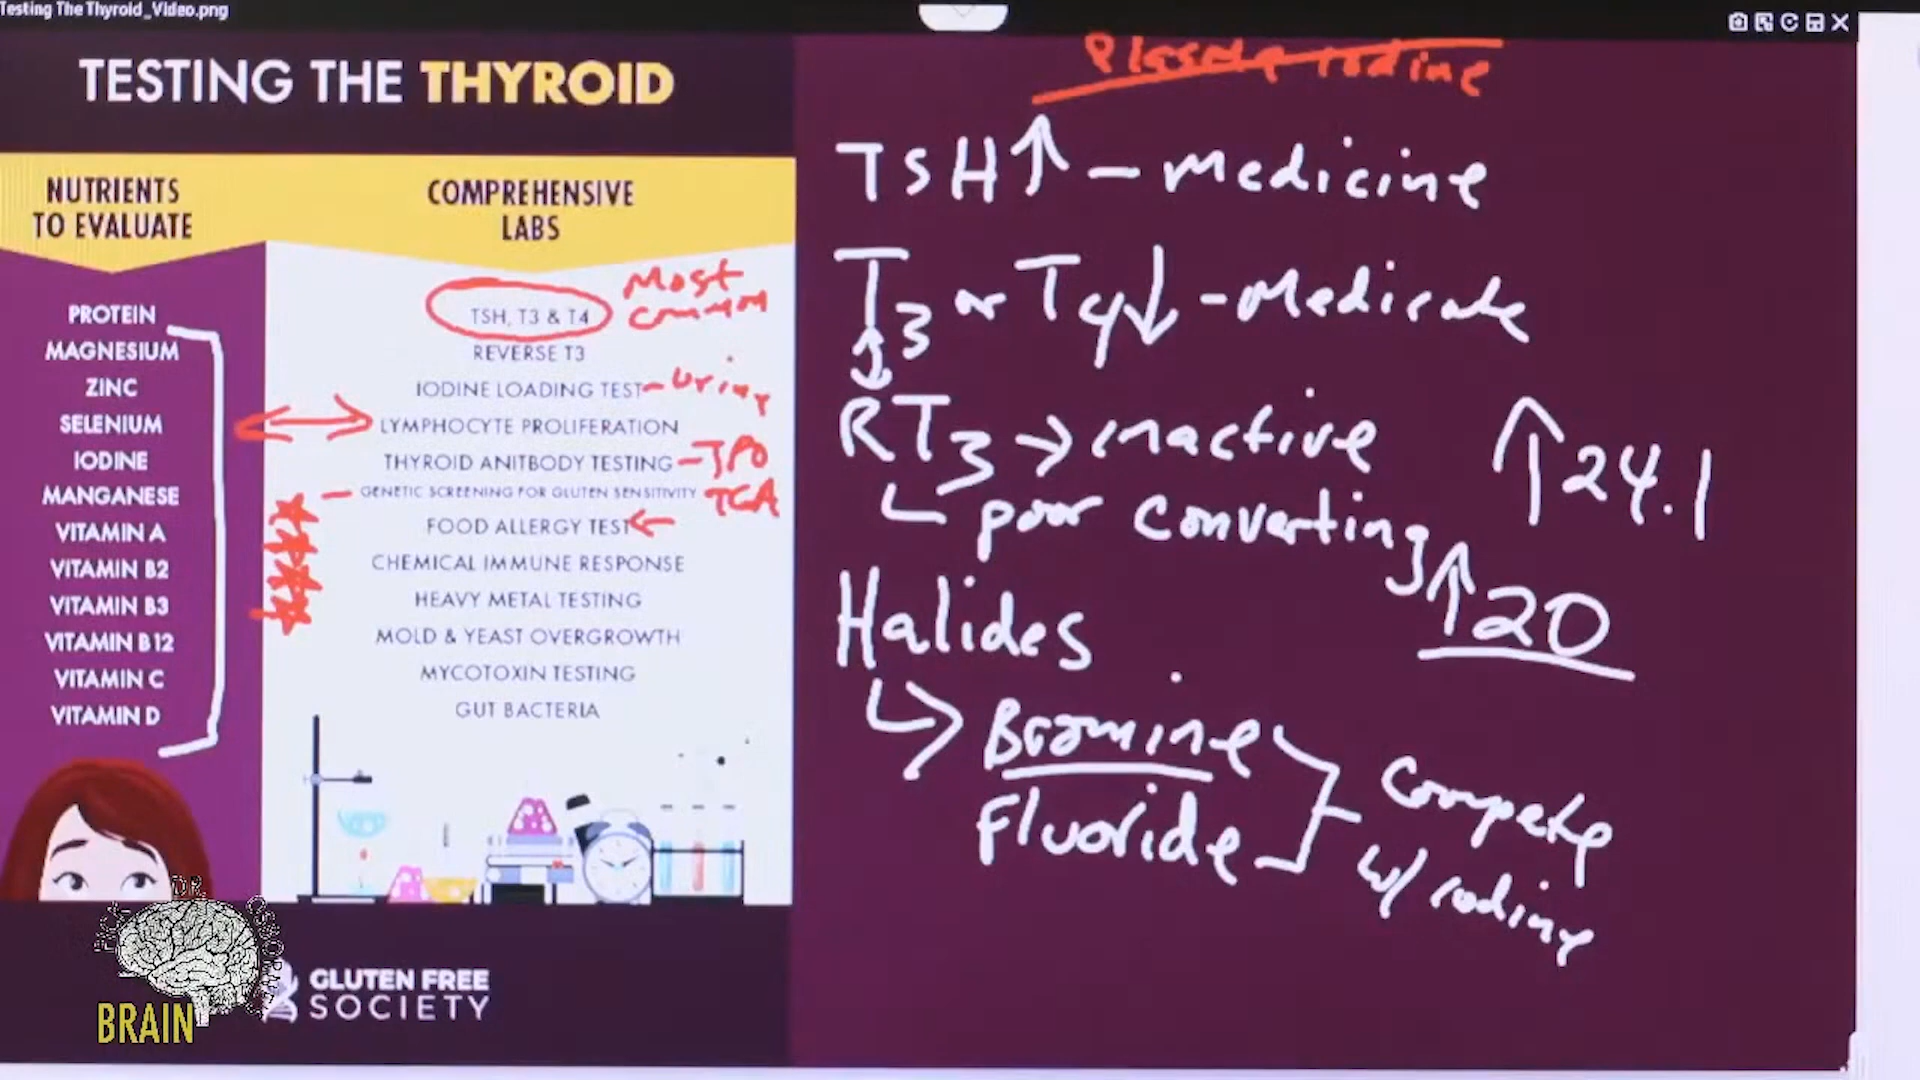 Testing The Thyroid_Video.png
TESTING THE THYROID
NUTRIENTS
TO EVALUATE
PROTEIN
MAGNESIUM
ZINC
SELENIUM
IODINE
MANGANESE
VITAMIN A
VITAMIN B2
VITAMIN B3
VITAMIN B12
VITAMIN C
VITAMIN D
COMPREHENSIVE
LABS
TSH, T3 & T4
Most
common
REVERSE T3
IODINE LOADING TEST - urine
LYMPHOCYTE PROLIFERATION
THYROID ANITBODY TESTING - TPO
GENETIC SCREENING FOR GLUTEN SENSITIVITY TGA
FOOD ALLERGY TEST
CHEMICAL IMMUNE RESPONSE
HEAVY METAL TESTING
MOLD & YEAST OVERGROWTH
MYCOTOXIN TESTING
GUT BACTERIA
Plasma Iodine
TSH ↑ - medicine
T3 or T4 ↓ - Medicate
RT3 → inactive
↑ 24.1
poor converting
↑ 20
Halides
Bromine
Fluoride
Compete
w/ iodine
DR.
BRAIN
GLUTEN FREE
SOCIETY